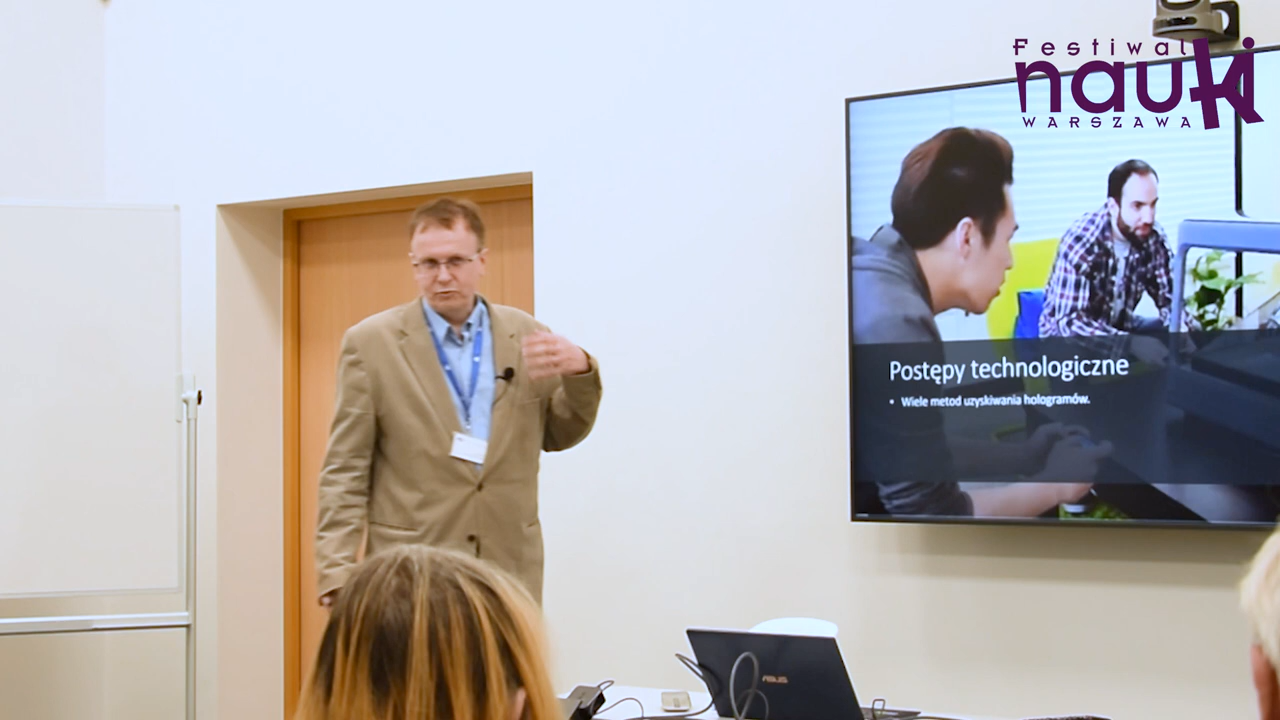 Festiwal
nauki
WARSZAWA
Postępy technologiczne
• Wiele metod uzyskiwania hologramów.
ASUS